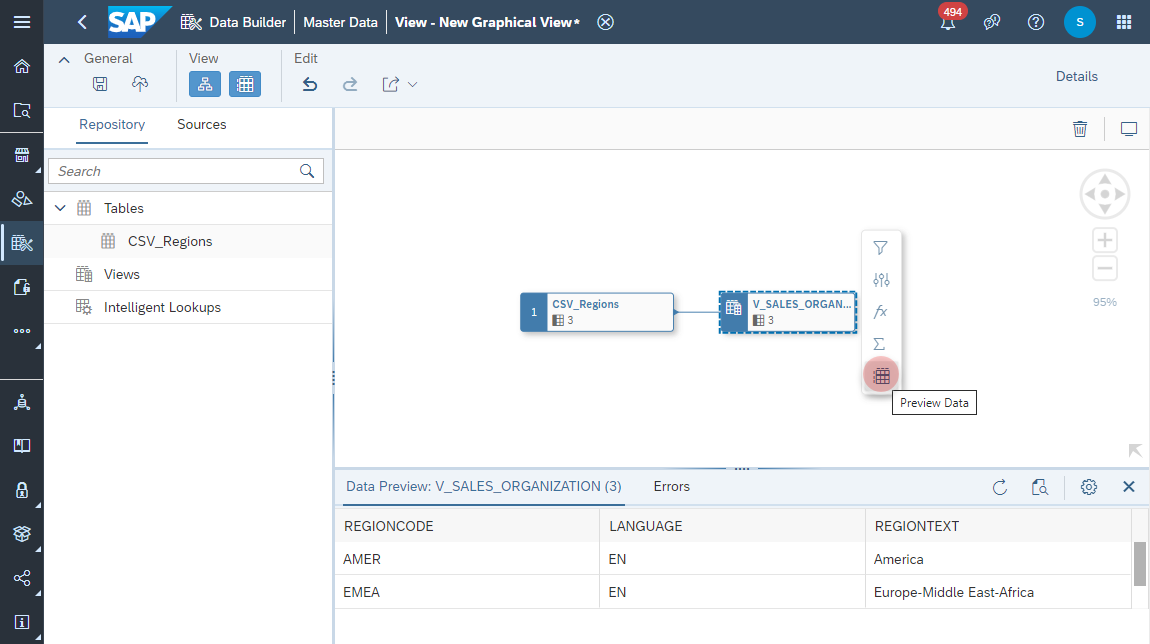 SAP Data Builder Master Data View - New Graphical View* 494 S
General View Edit
Details
Repository Sources
Search
Tables
CSV_Regions
Views
Intelligent Lookups
1 CSV_Regions
3
V_SALES_ORGAN...
3
fx
Σ
95%
Preview Data
Data Preview: V_SALES_ORGANIZATION (3) Errors
REGIONCODE LANGUAGE REGIONTEXT
AMER EN America
EMEA EN Europe-Middle East-Africa